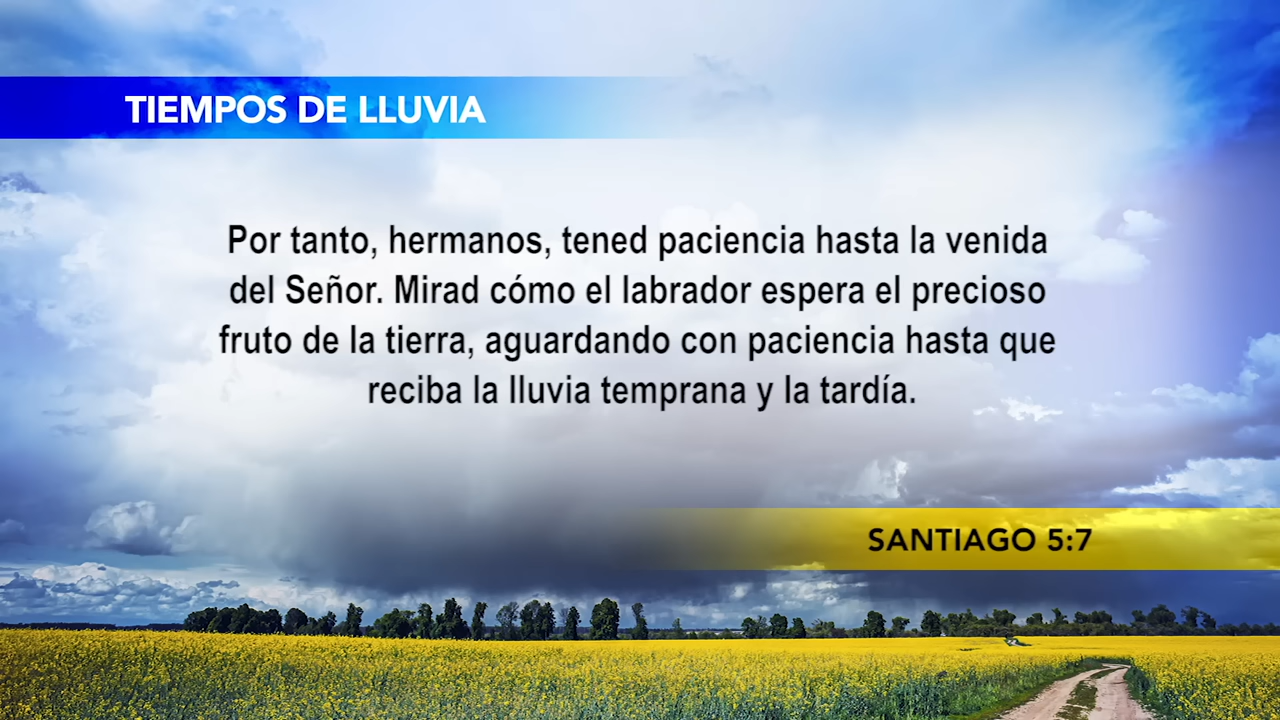 TIEMPOS DE LLUVIA
Por tanto, hermanos, tened paciencia hasta la venida
del Señor. Mirad cómo el labrador espera el precioso
fruto de la tierra, aguardando con paciencia hasta que
reciba la lluvia temprana y la tardía.
SANTIAGO 5:7